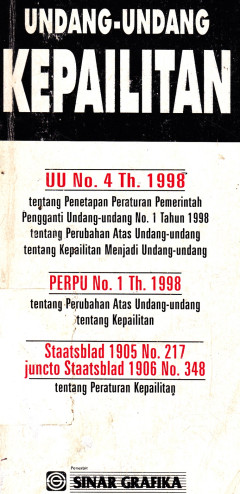 UNDANG-UNDANG
KEPAILITAN
UU No. 4 Th. 1998
tentang Penetapan Peraturan Pemerintah
Pengganti Undang-undang No. 1 Tahun 1998
tentang Perubahan Atas Undang-undang
tentang Kepailitan Menjadi Undang-undang
PERPU No. 1 Th. 1998
tentang Perubahan Atas Undang-undang
tentang Kepailitan
Staatsblad 1905 No. 217
juncto Staatsblad 1906 No. 348
tentang Peraturan Kepailitan
Penerbit
SINAR GRAFIKA